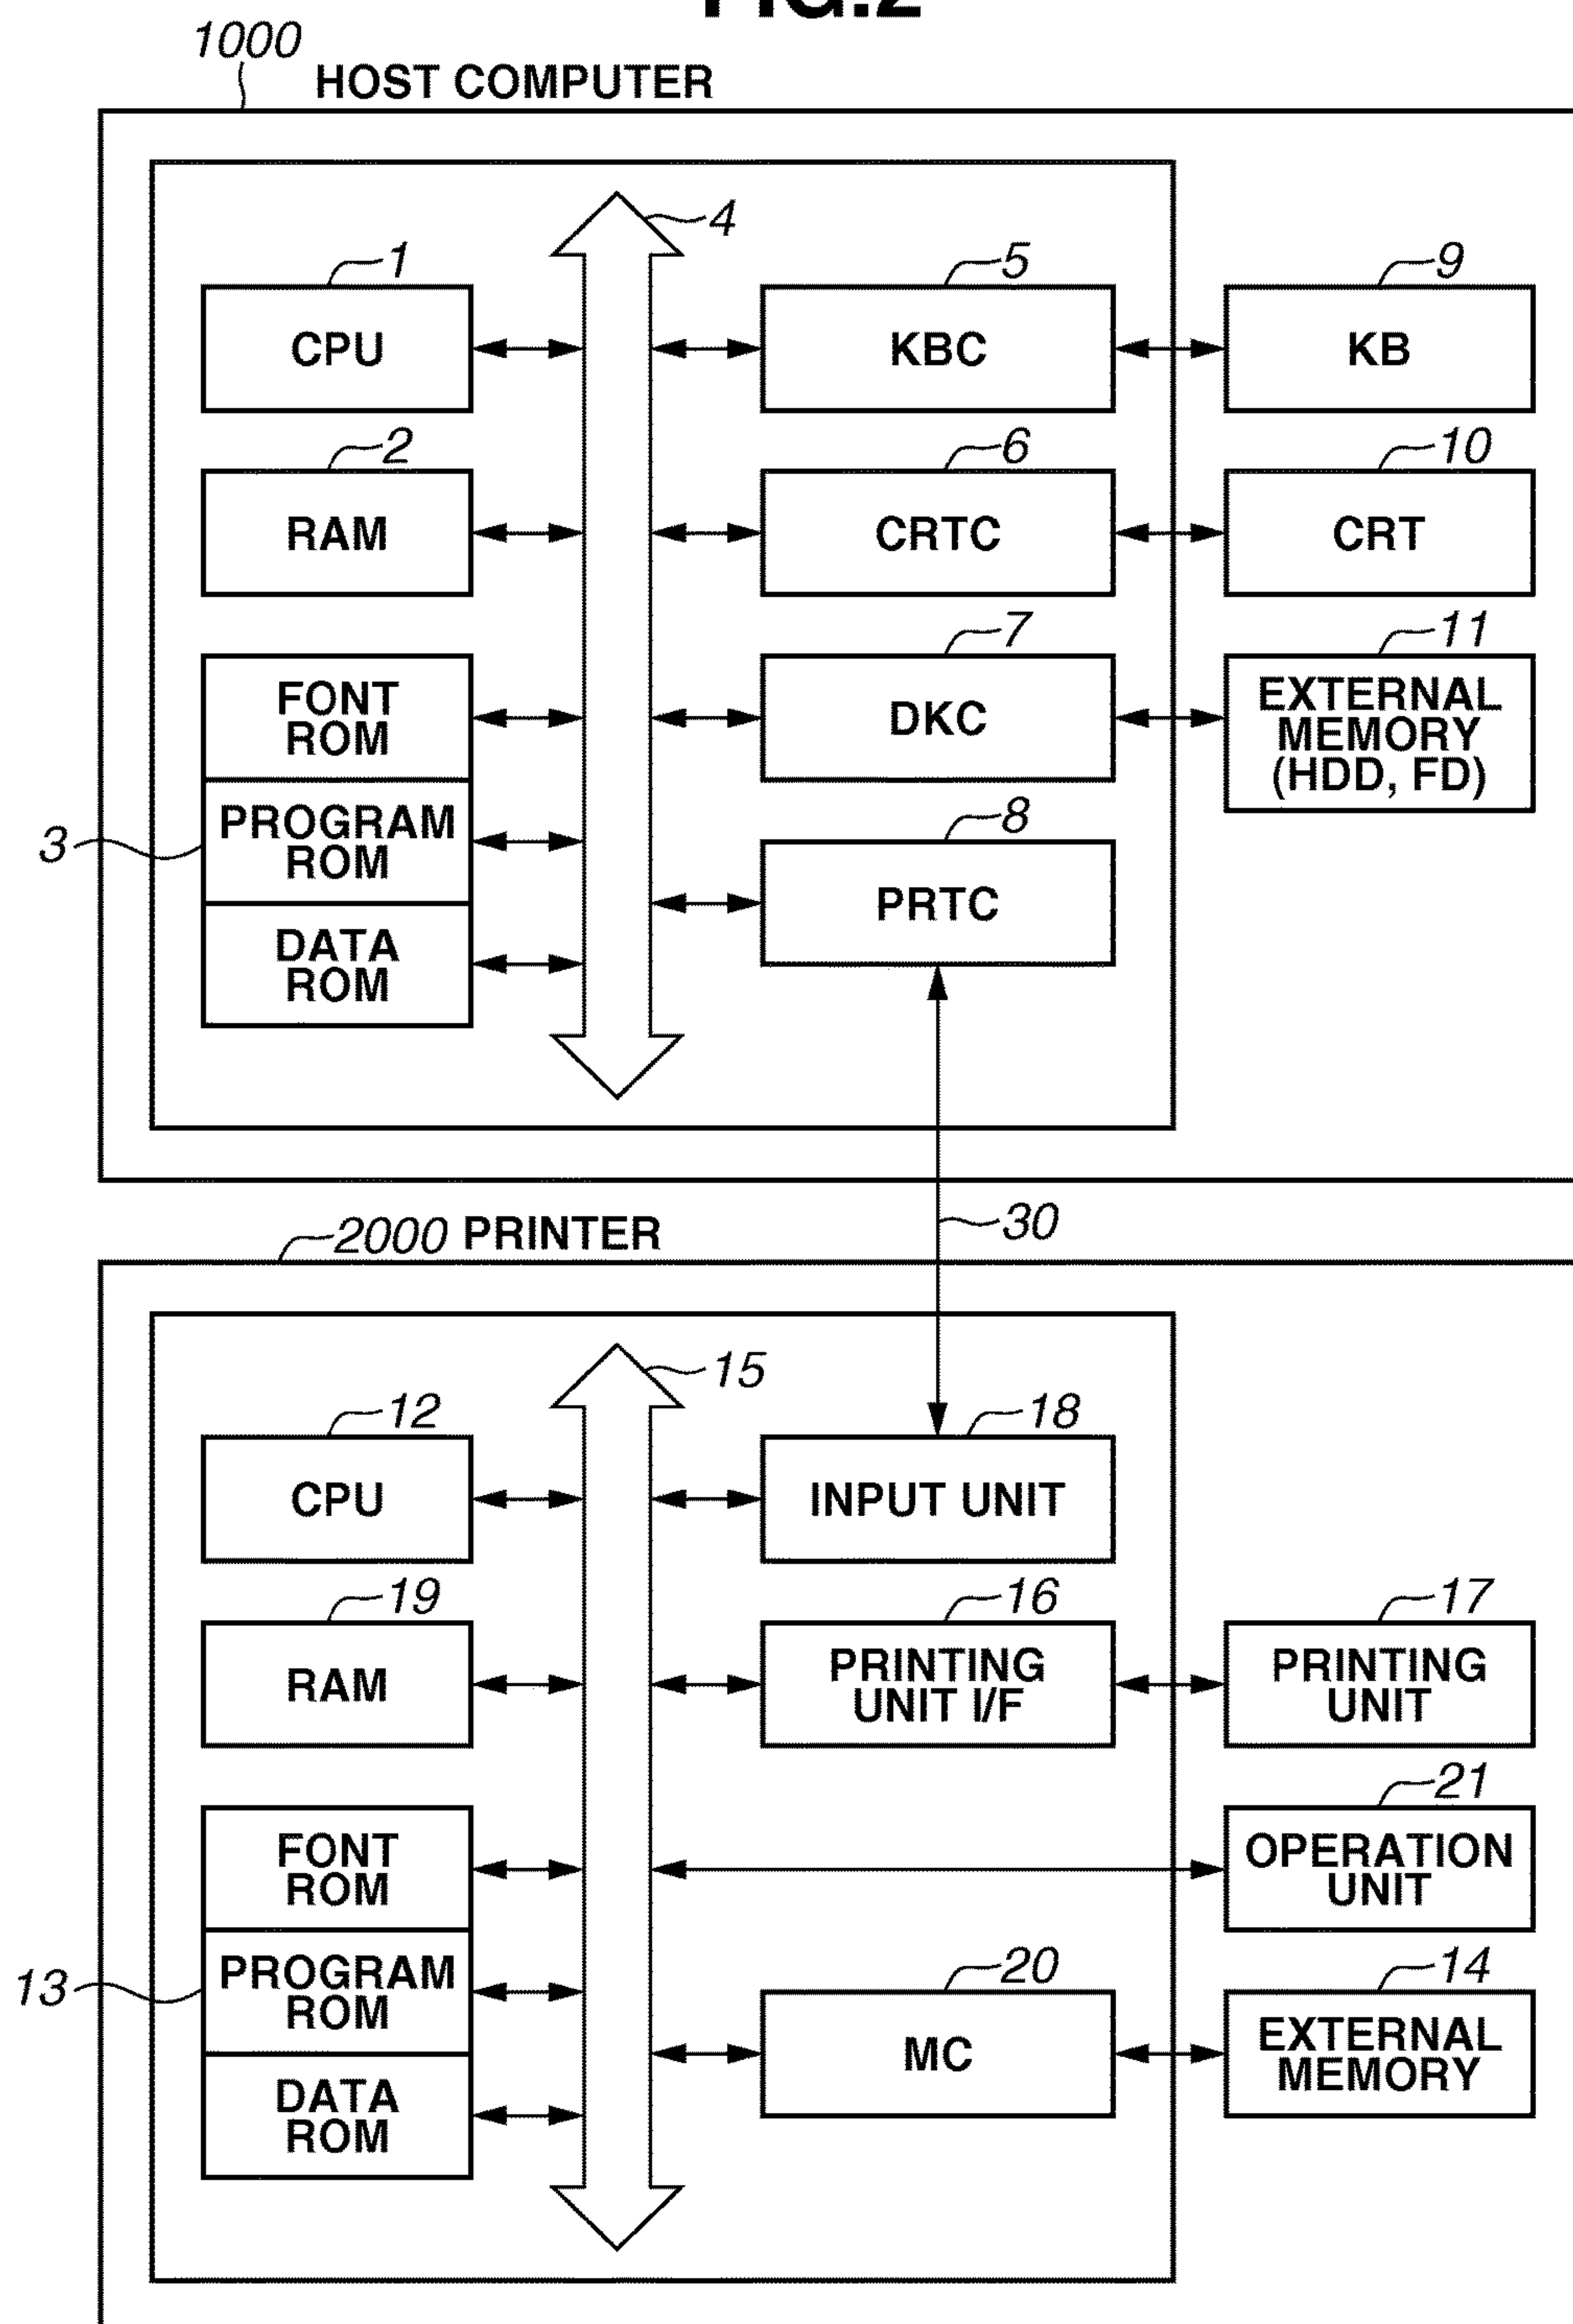 FIG.2
1000
HOST COMPUTER
4
1
5
9
CPU
KBC
KB
2
6
10
RAM
CRTC
CRT
7
11
FONT
ROM
DKC
EXTERNAL
MEMORY
(HDD, FD)
3
PROGRAM
ROM
8
PRTC
DATA
ROM
2000 PRINTER
30
15
12
18
CPU
INPUT UNIT
19
16
17
RAM
PRINTING
UNIT I/F
PRINTING
UNIT
21
FONT
ROM
OPERATION
UNIT
13
PROGRAM
ROM
20
14
MC
EXTERNAL
MEMORY
DATA
ROM